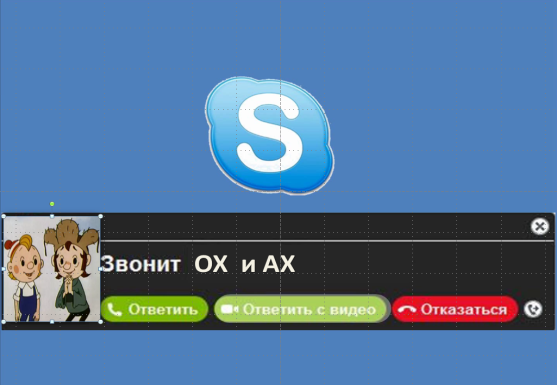 S
Звонит ОХ и АХ
Ответить
Ответить с видео
Отказаться